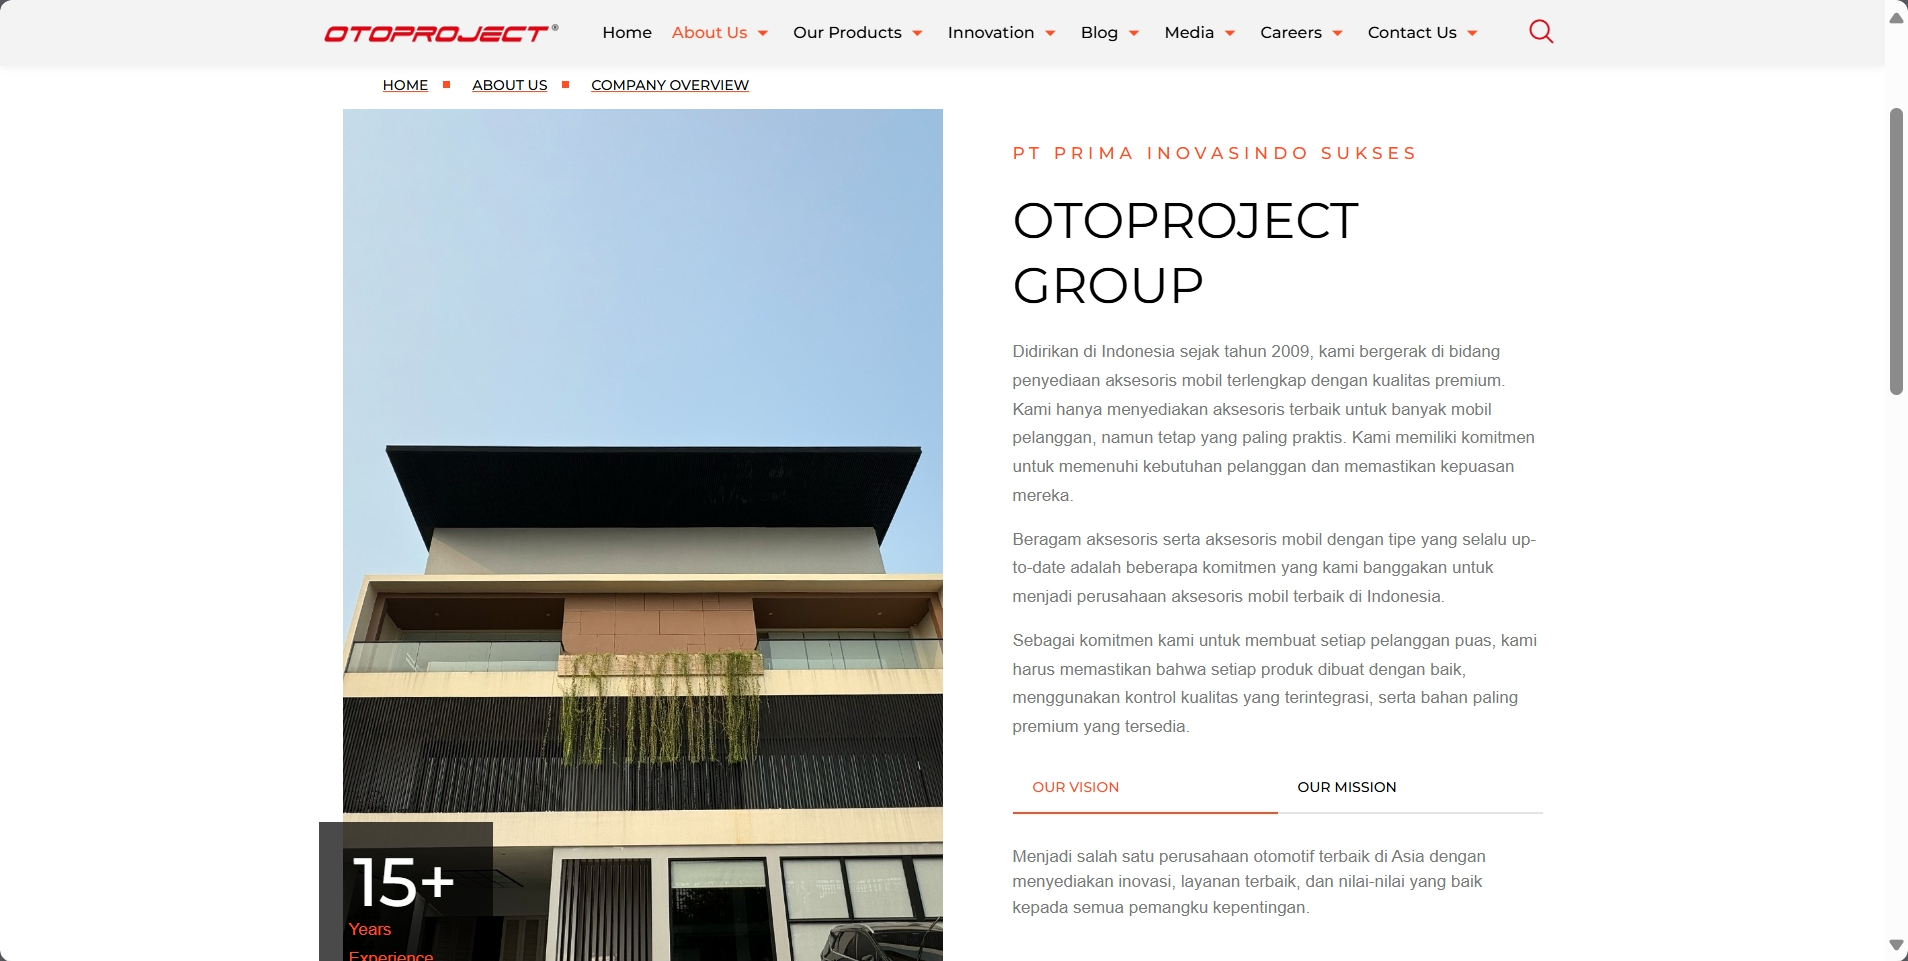 OTOPROJECT®
Home About Us Our Products Innovation Blog Media Careers Contact Us
HOME ABOUT US COMPANY OVERVIEW
PT PRIMA INOVASINDO SUKSES
OTOPROJECT
GROUP
Didirikan di Indonesia sejak tahun 2009, kami bergerak di bidang
penyediaan aksesoris mobil terlengkap dengan kualitas premium.
Kami hanya menyediakan aksesoris terbaik untuk banyak mobil
pelanggan, namun tetap yang paling praktis. Kami memiliki komitmen
untuk memenuhi kebutuhan pelanggan dan memastikan kepuasan
mereka.
Beragam aksesoris serta aksesoris mobil dengan tipe yang selalu up-
to-date adalah beberapa komitmen yang kami banggakan untuk
menjadi perusahaan aksesoris mobil terbaik di Indonesia.
Sebagai komitmen kami untuk membuat setiap pelanggan puas, kami
harus memastikan bahwa setiap produk dibuat dengan baik,
menggunakan kontrol kualitas yang terintegrasi, serta bahan paling
premium yang tersedia.
OUR VISION OUR MISSION
Menjadi salah satu perusahaan otomotif terbaik di Asia dengan
menyediakan inovasi, layanan terbaik, dan nilai-nilai yang baik
kepada semua pemangku kepentingan.
15+
Years
Experience